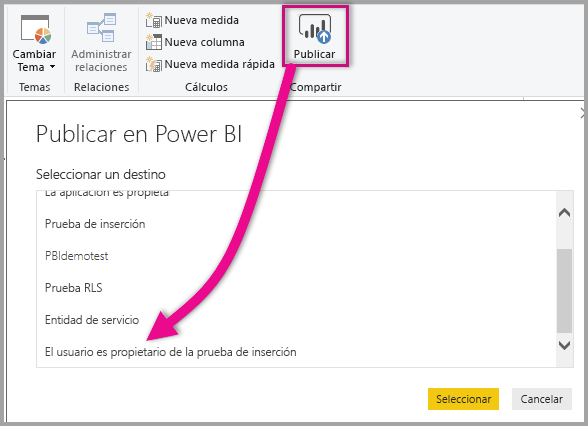 Cambiar
Tema
Temas
Administrar
relaciones
Relaciones
Nueva medida
Nueva columna
Nueva medida rápida
Cálculos
Publicar
Compartir
Publicar en Power BI
Seleccionar un destino
La aplicación es propieta
Prueba de inserción
PBIdemotest
Prueba RLS
Entidad de servicio
El usuario es propietario de la prueba de inserción
Seleccionar
Cancelar